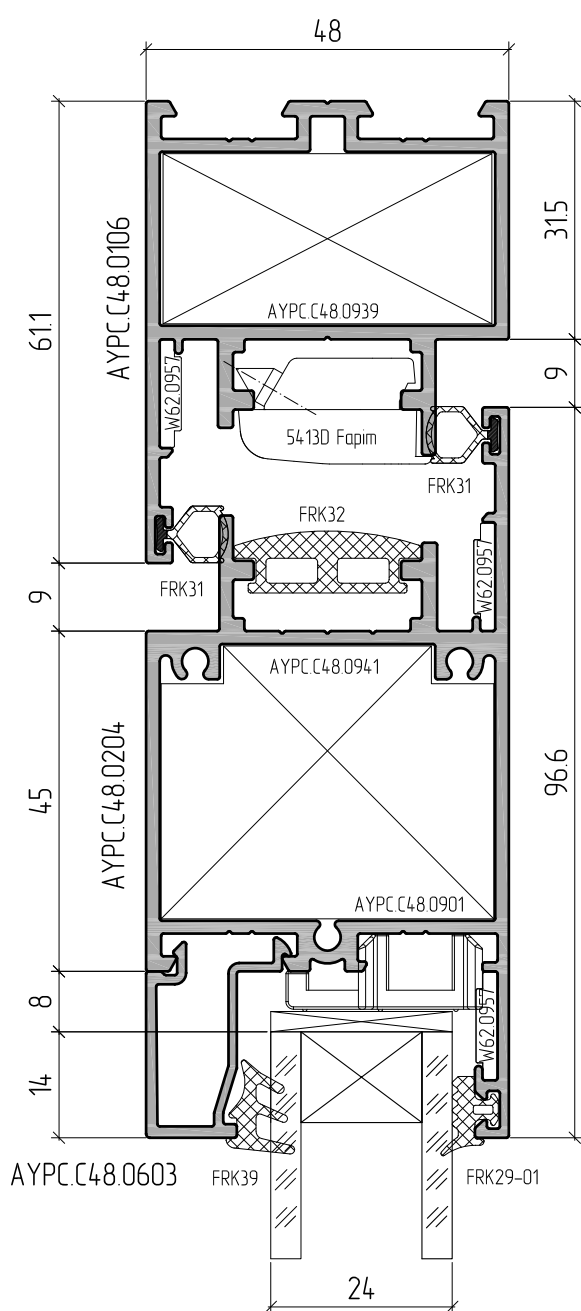 48
AYPC.C48.0106
61.1
31.5
AYPC.C48.0939
W62.0957
9
5413D Fapim
FRK31
FRK32
FRK31
W62.0957
9
AYPC.C48.0941
AYPC.C48.0204
45
96.6
AYPC.C48.0901
8
W62.0957
14
AYPC.C48.0603
FRK39
FRK29-01
24